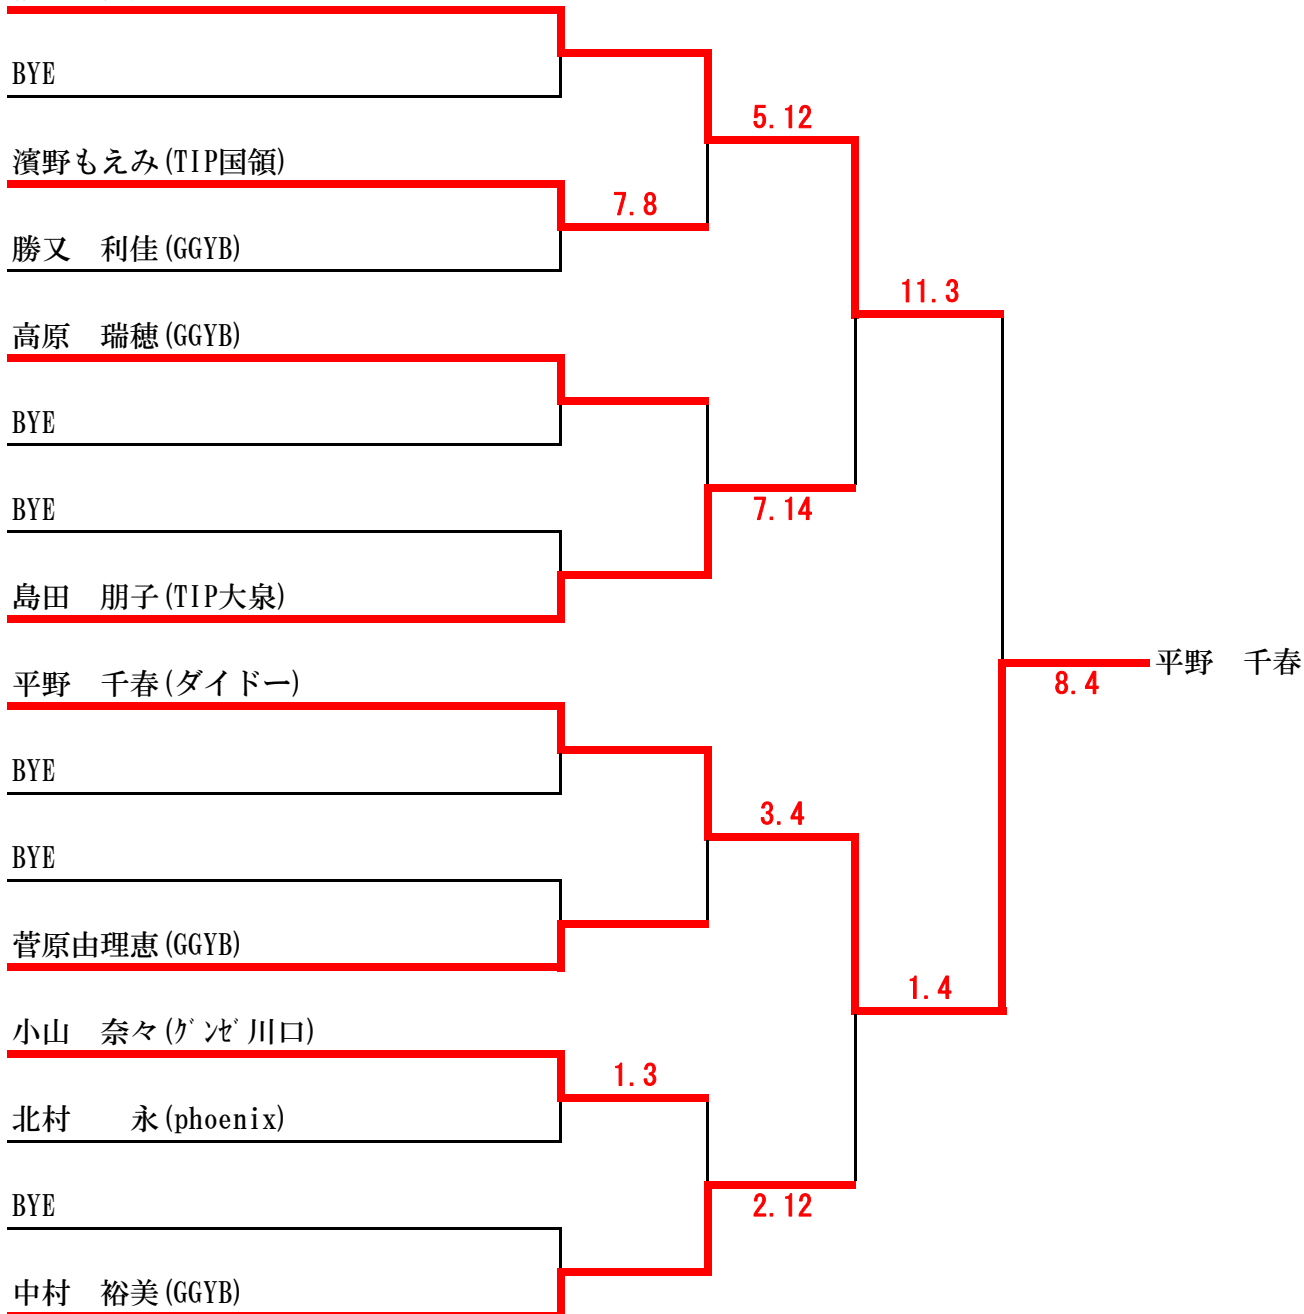 BYE
5.12
濱野もえみ(TIP国領)
7.8
勝又　利佳(GGYB)
11.3
高原　瑞穂(GGYB)
BYE
BYE
7.14
島田　朋子(TIP大泉)
平野　千春(ダイドー)
平野　千春
8.4
BYE
3.4
BYE
菅原由理恵(GGYB)
1.4
小山　奈々(ｸﾞﾝｾﾞ川口)
1.3
北村　　永(phoenix)
BYE
2.12
中村　裕美(GGYB)